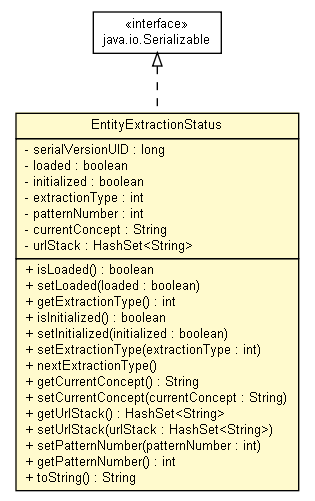 «interface»
java.io.Serializable
EntityExtractionStatus
- serialVersionUID : long
- loaded : boolean
- initialized : boolean
- extractionType : int
- patternNumber : int
- currentConcept : String
- urlStack : HashSet<String>
+ isLoaded() : boolean
+ setLoaded(loaded : boolean)
+ getExtractionType() : int
+ isInitialized() : boolean
+ setInitialized(initialized : boolean)
+ setExtractionType(extractionType : int)
+ nextExtractionType()
+ getCurrentConcept() : String
+ setCurrentConcept(currentConcept : String)
+ getUrlStack() : HashSet<String>
+ setUrlStack(urlStack : HashSet<String>)
+ setPatternNumber(patternNumber : int)
+ getPatternNumber() : int
+ toString() : String